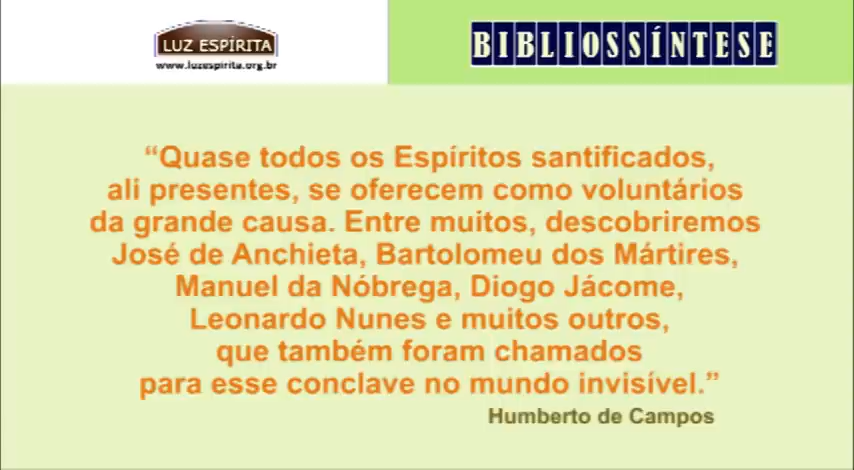 LUZ ESPÍRITA
www.luzespirita.org.br
BIBLIOSSÍNTESE
“Quase todos os Espíritos santificados,
ali presentes, se oferecem como voluntários
da grande causa. Entre muitos, descobriremos
José de Anchieta, Bartolomeu dos Mártires,
Manuel da Nóbrega, Diogo Jácome,
Leonardo Nunes e muitos outros,
que também foram chamados
para esse conclave no mundo invisível.”
Humberto de Campos